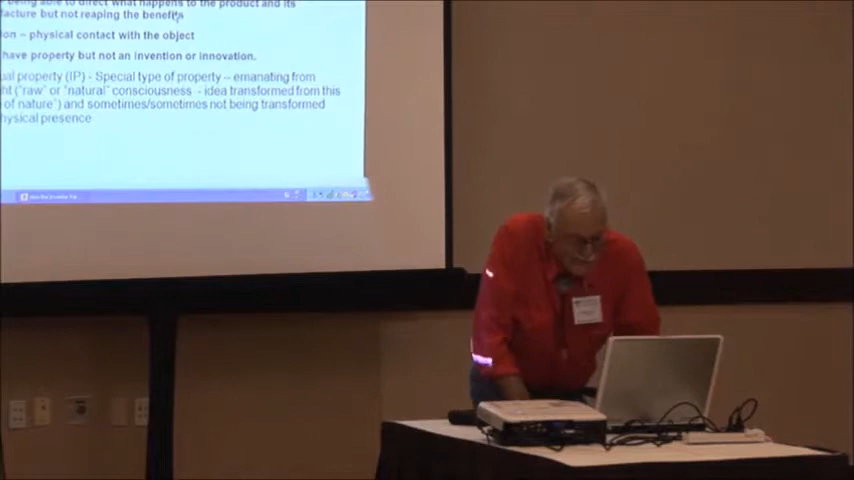 being able to direct what happens to the product and its
facture but not reaping the benefits
ion – physical contact with the object
have property but not an invention or innovation.
ual property (IP) - Special type of property – emanating from
ht ("raw" or "natural" consciousness - idea transformed from this
of nature") and sometimes/sometimes not being transformed
hysical presence